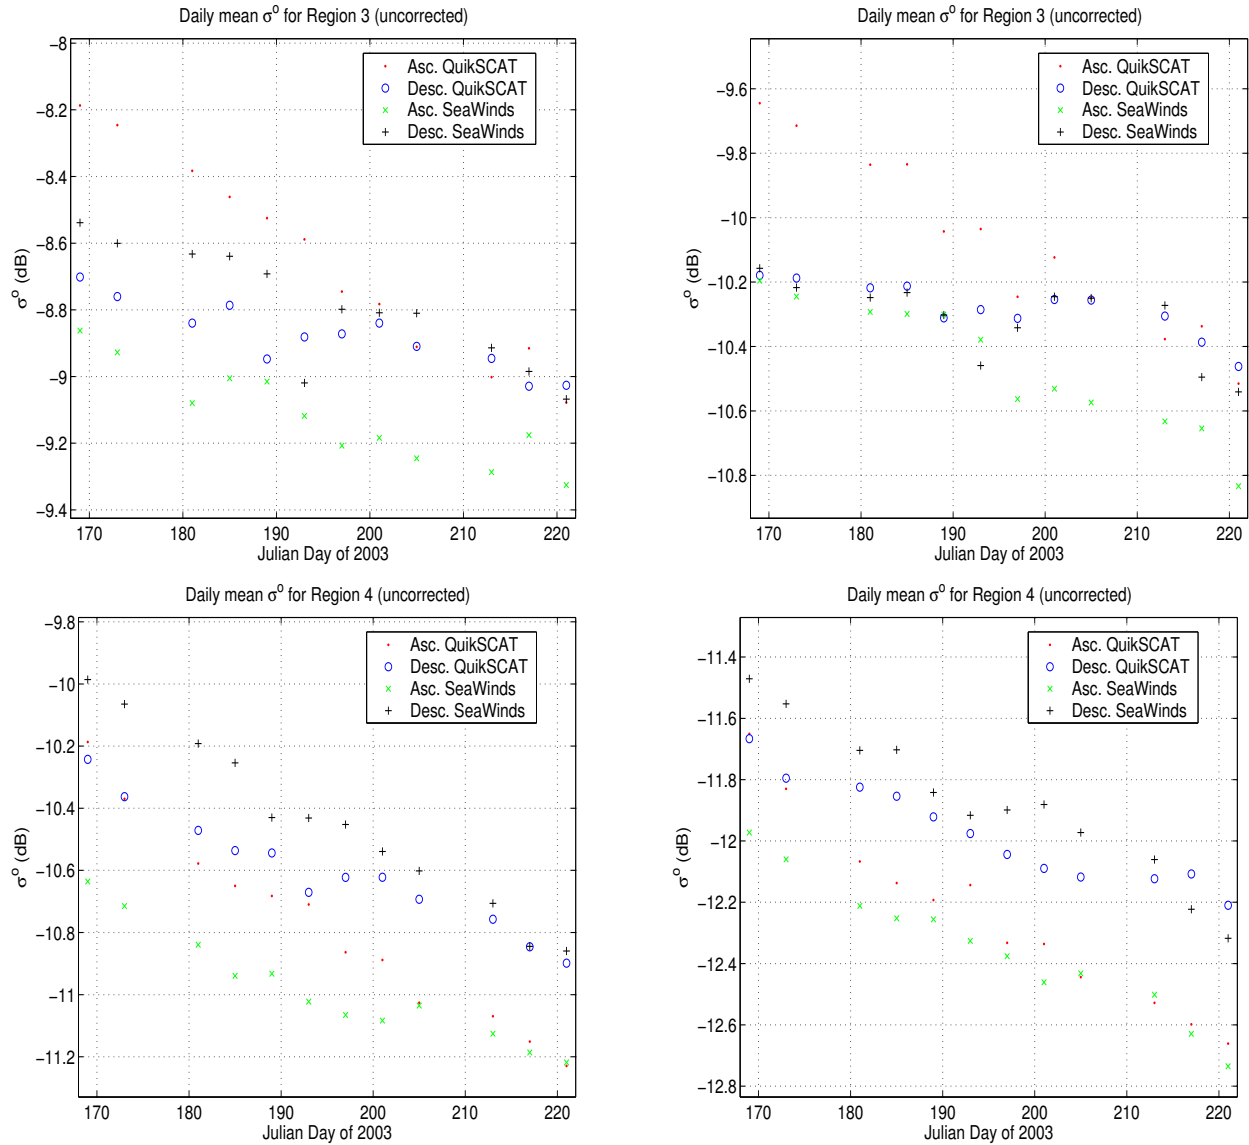 Daily mean σo for Region 3 (uncorrected)
−8
−8.2
−8.4
−8.6
−8.8
−9
−9.2
−9.4
σo (dB)
Asc. QuikSCAT
Desc. QuikSCAT
Asc. SeaWinds
Desc. SeaWinds
170 180 190 200 210 220
Julian Day of 2003
Daily mean σo for Region 3 (uncorrected)
−9.6
−9.8
−10
−10.2
−10.4
−10.6
−10.8
σo (dB)
Asc. QuikSCAT
Desc. QuikSCAT
Asc. SeaWinds
Desc. SeaWinds
170 180 190 200 210 220
Julian Day of 2003
Daily mean σo for Region 4 (uncorrected)
−9.8
−10
−10.2
−10.4
−10.6
−10.8
−11
−11.2
σo (dB)
Asc. QuikSCAT
Desc. QuikSCAT
Asc. SeaWinds
Desc. SeaWinds
170 180 190 200 210 220
Julian Day of 2003
Daily mean σo for Region 4 (uncorrected)
−11.4
−11.6
−11.8
−12
−12.2
−12.4
−12.6
−12.8
σo (dB)
Asc. QuikSCAT
Desc. QuikSCAT
Asc. SeaWinds
Desc. SeaWinds
170 180 190 200 210 220
Julian Day of 2003